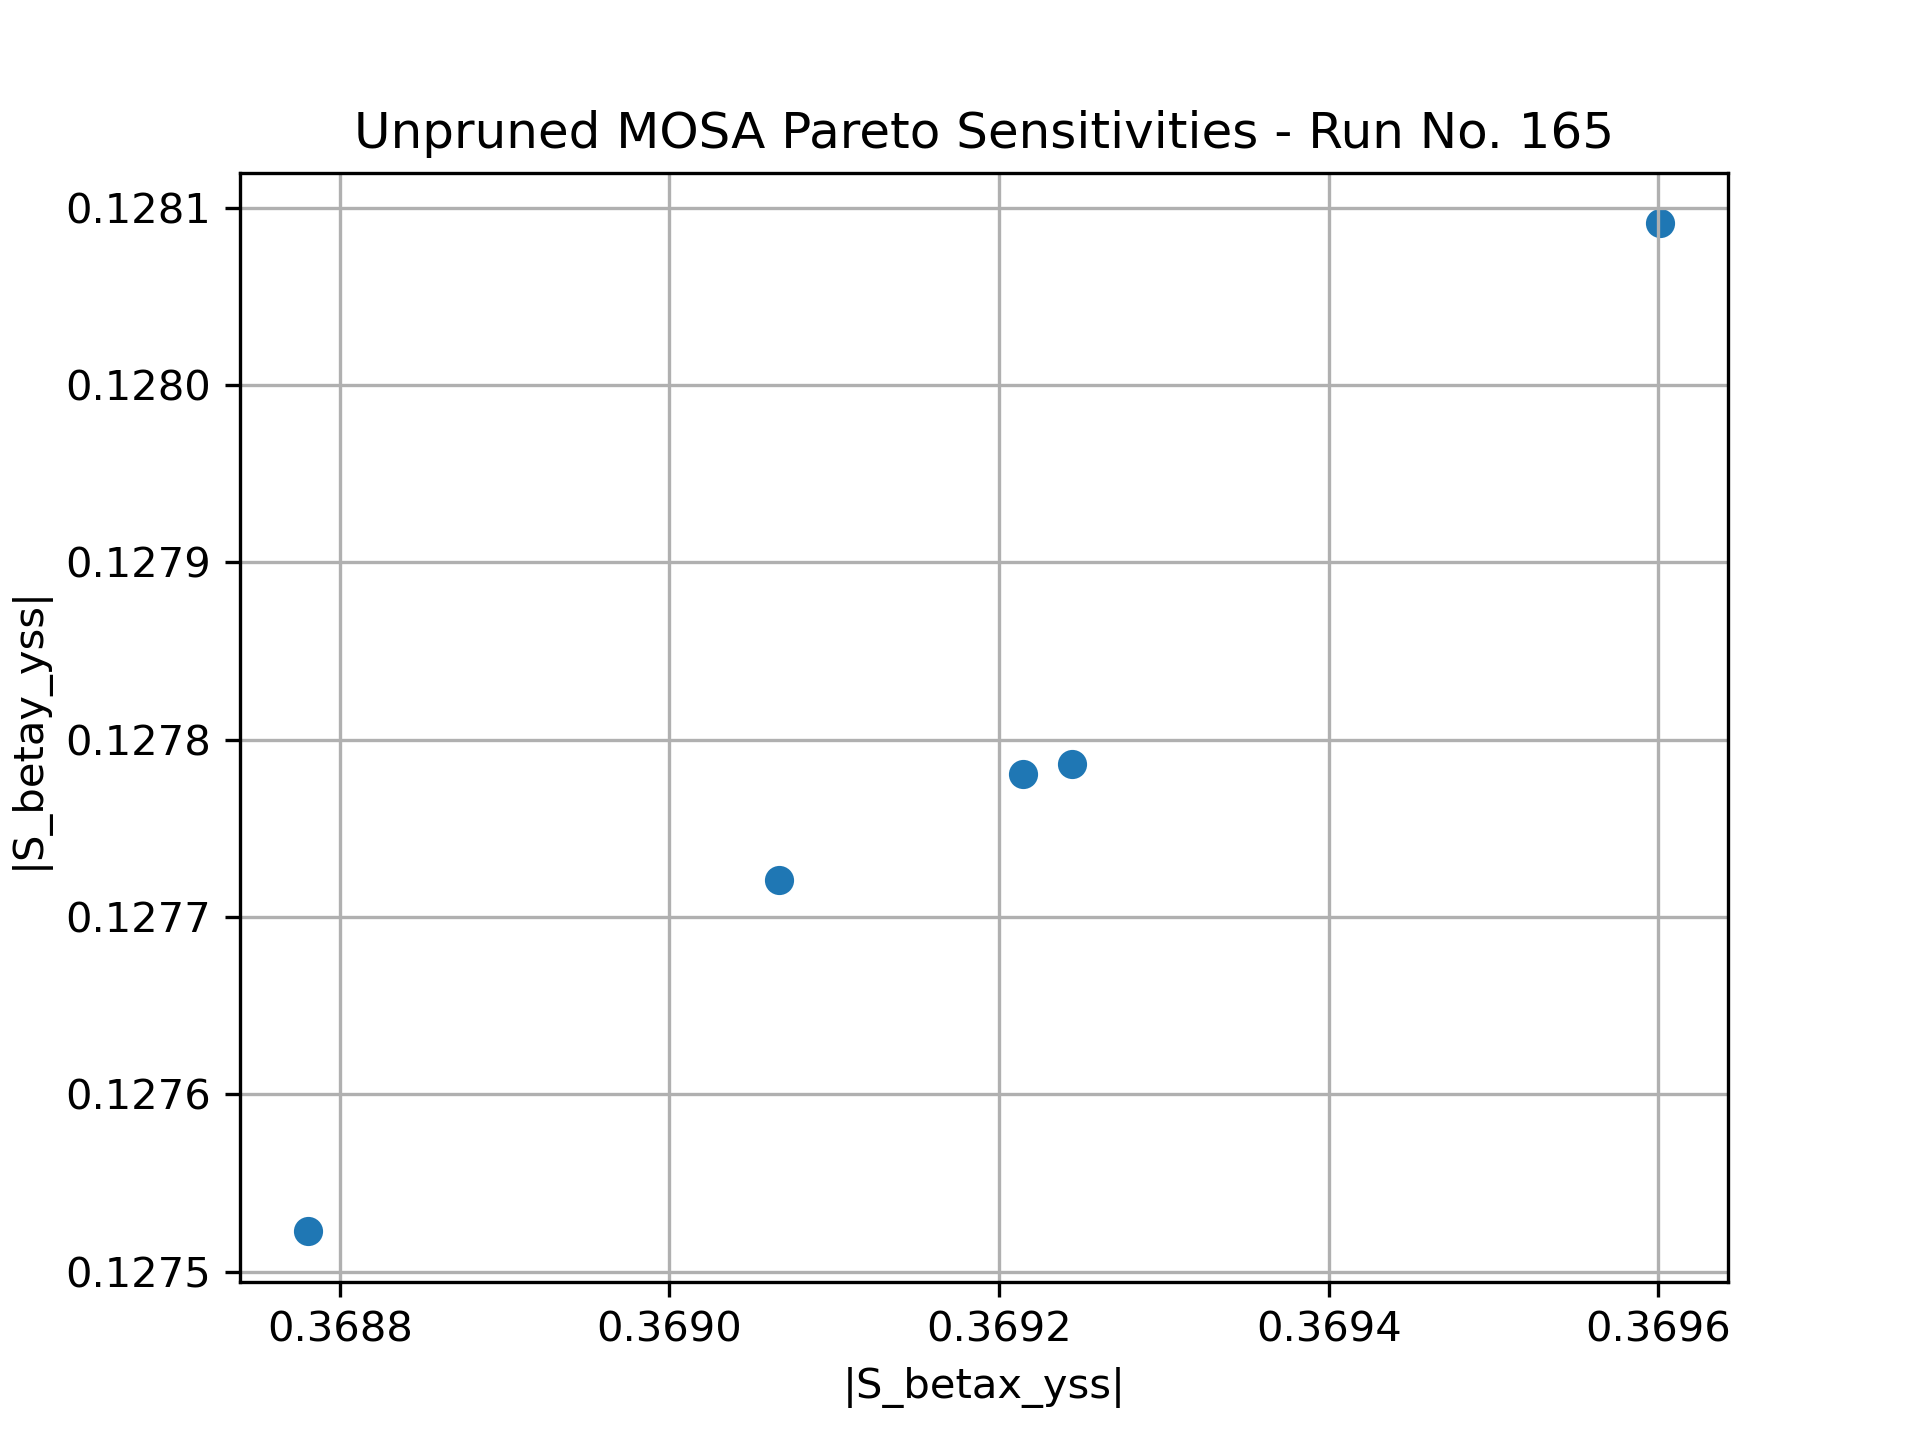 Unpruned MOSA Pareto Sensitivities - Run No. 165
|S_betay_yss|
0.1281
0.1280
0.1279
0.1278
0.1277
0.1276
0.1275
0.3688 0.3690 0.3692 0.3694 0.3696
|S_betax_yss|